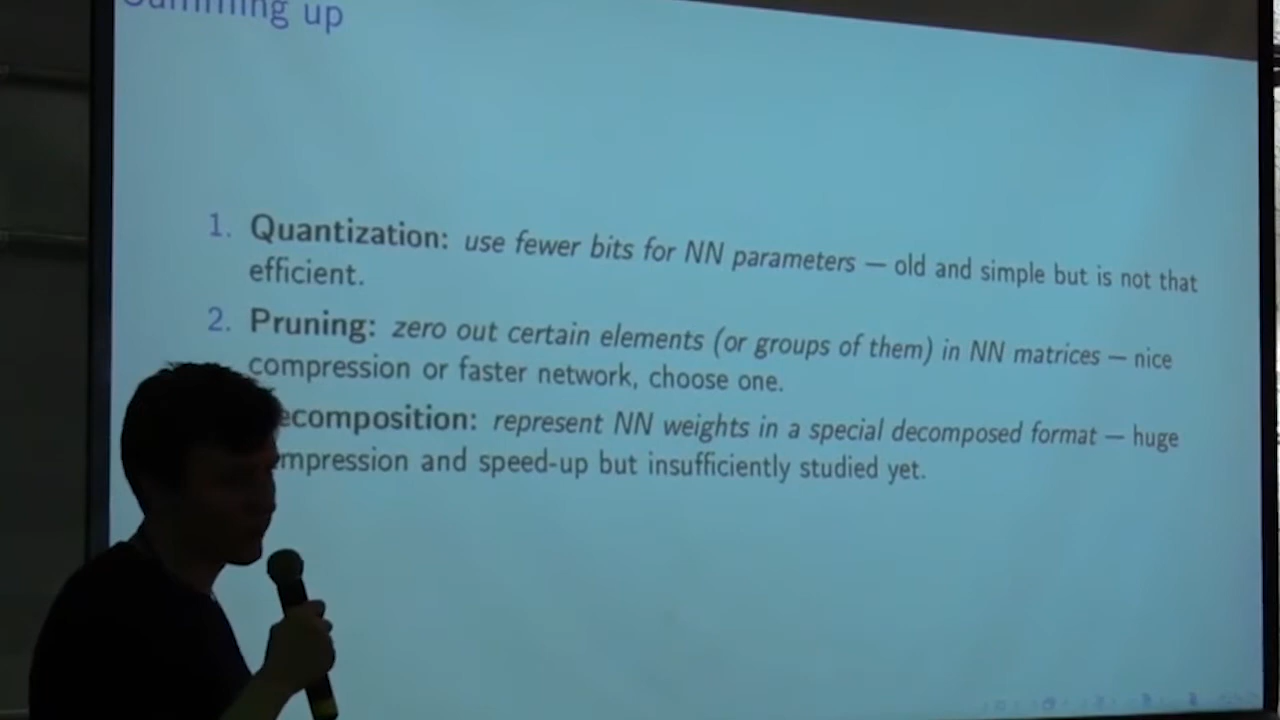 Summing up
1. Quantization: use fewer bits for NN parameters — old and simple but is not that
efficient.
2. Pruning: zero out certain elements (or groups of them) in NN matrices — nice
compression or faster network, choose one.
ecomposition: represent NN weights in a special decomposed format — huge
mpression and speed-up but insufficiently studied yet.